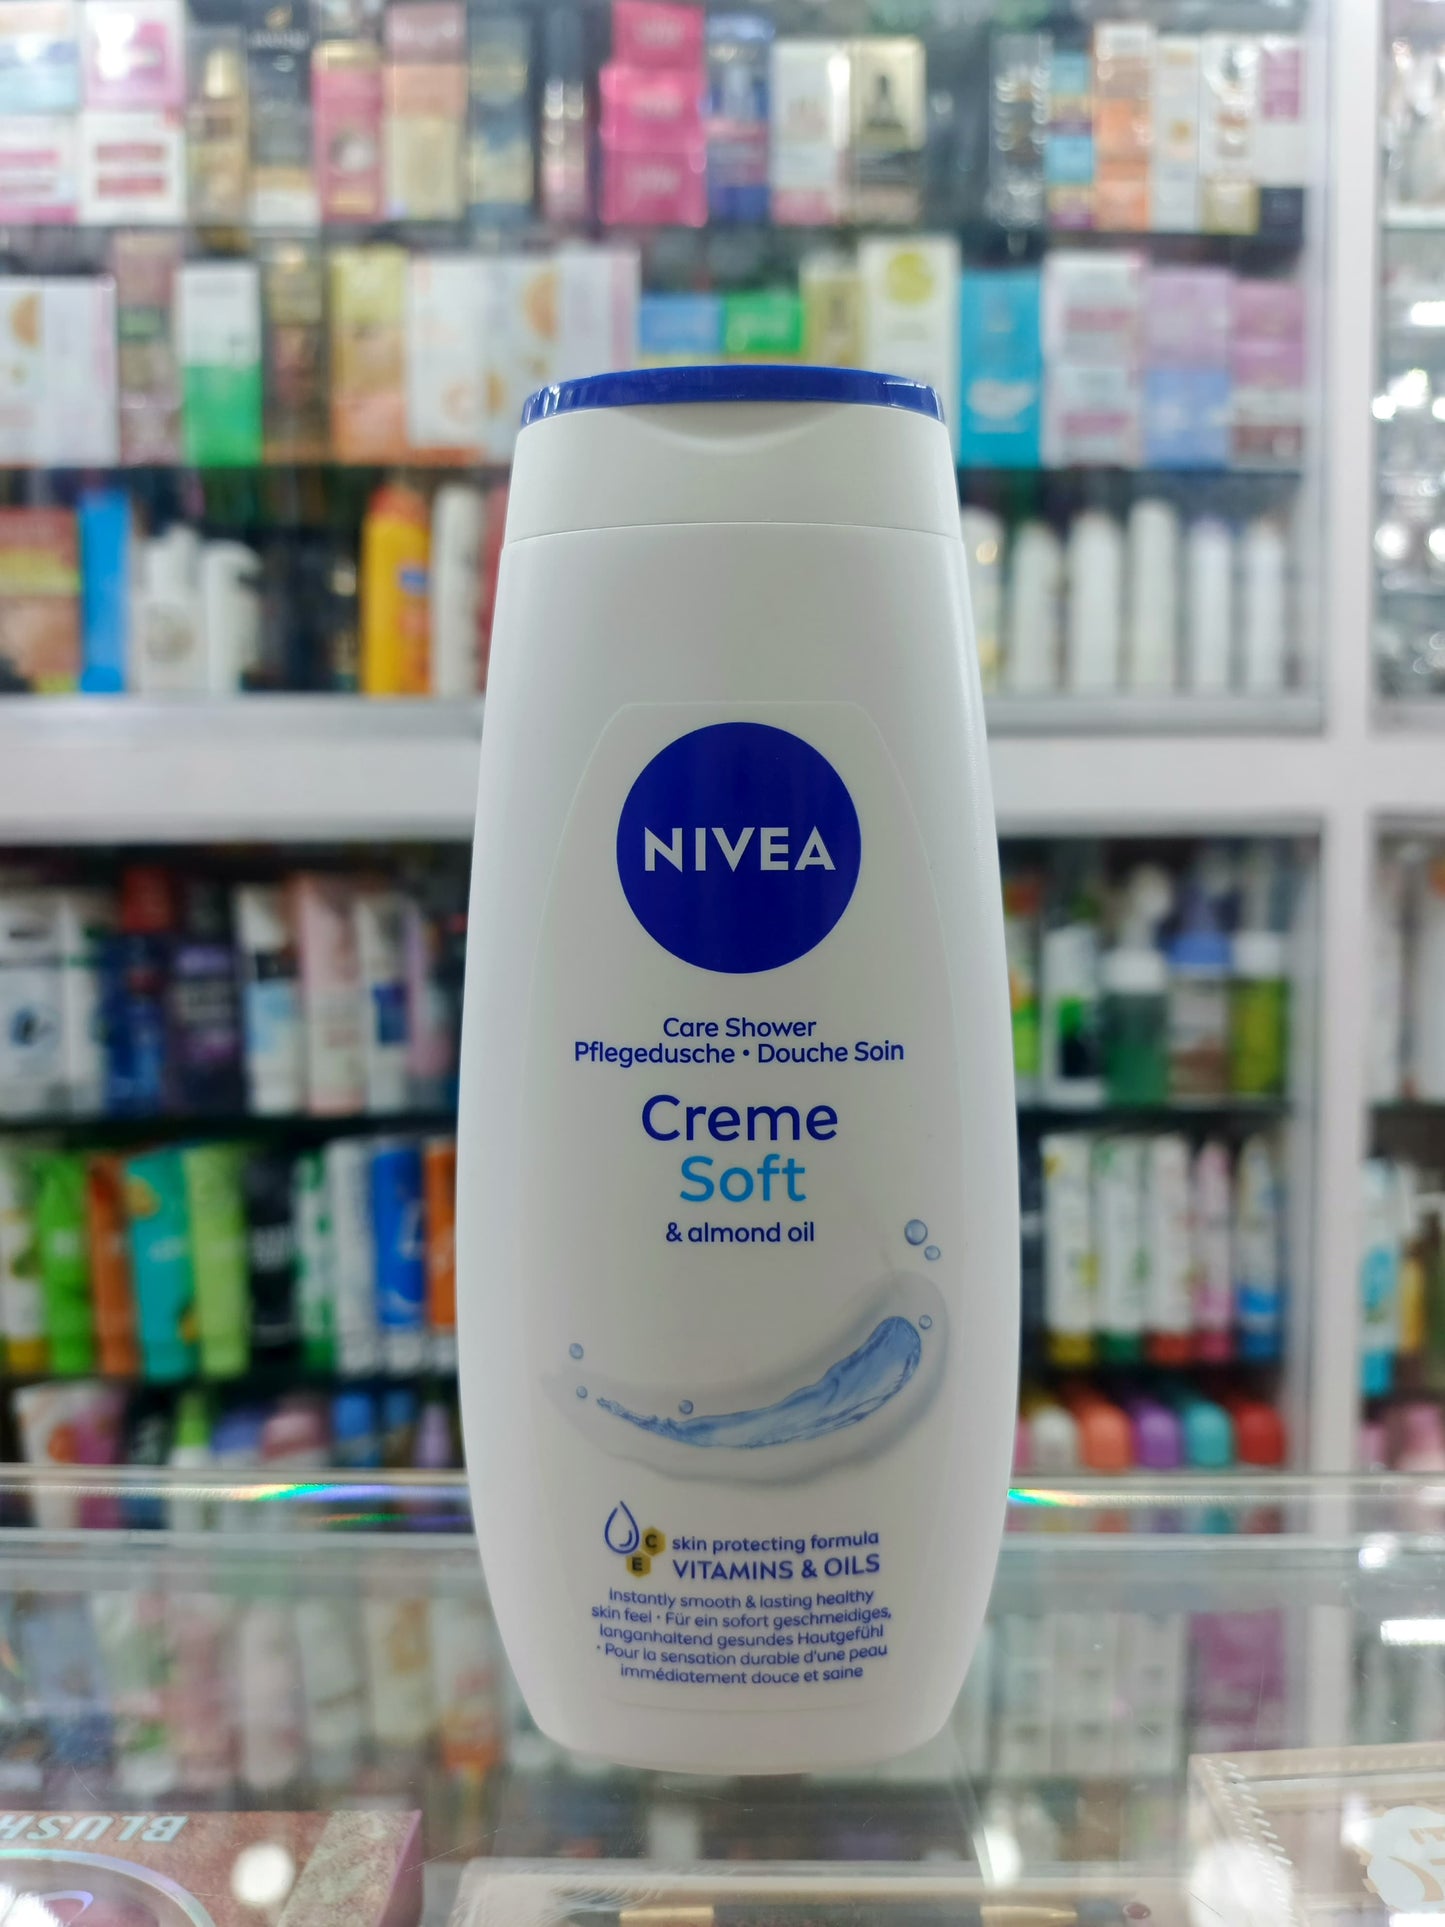 NIVEA
Care Shower
Pflegedusche • Douche Soin
Creme
Soft
& almond oil
C
E
skin protecting formula
VITAMINS & OILS
Instantly smooth & lasting healthy
skin feel • Für ein sofort geschmeidiges,
langanhaltend gesundes Hautgefühl
• Pour la sensation durable d'une peau
immédiatement douce et saine
BLUSH